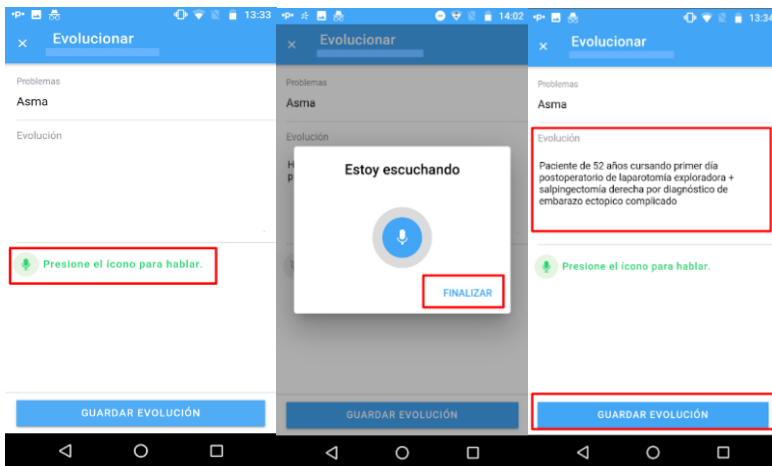 13:33
Evolucionar
Problemas
Asma
Evolución
Presione el ícono para hablar.
GUARDAR EVOLUCIÓN
14:02
Evolucionar
Problemas
Asma
Evolución
H
p
Estoy escuchando
FINALIZAR
GUARDAR EVOLUCIÓN
13:34
Evolucionar
Problemas
Asma
Evolución
Paciente de 52 años cursando primer día
postoperatorio de laparotomía exploradora +
salpingectomía derecha por diagnóstico de
embarazo ectopico complicado
Presione el ícono para hablar.
GUARDAR EVOLUCIÓN